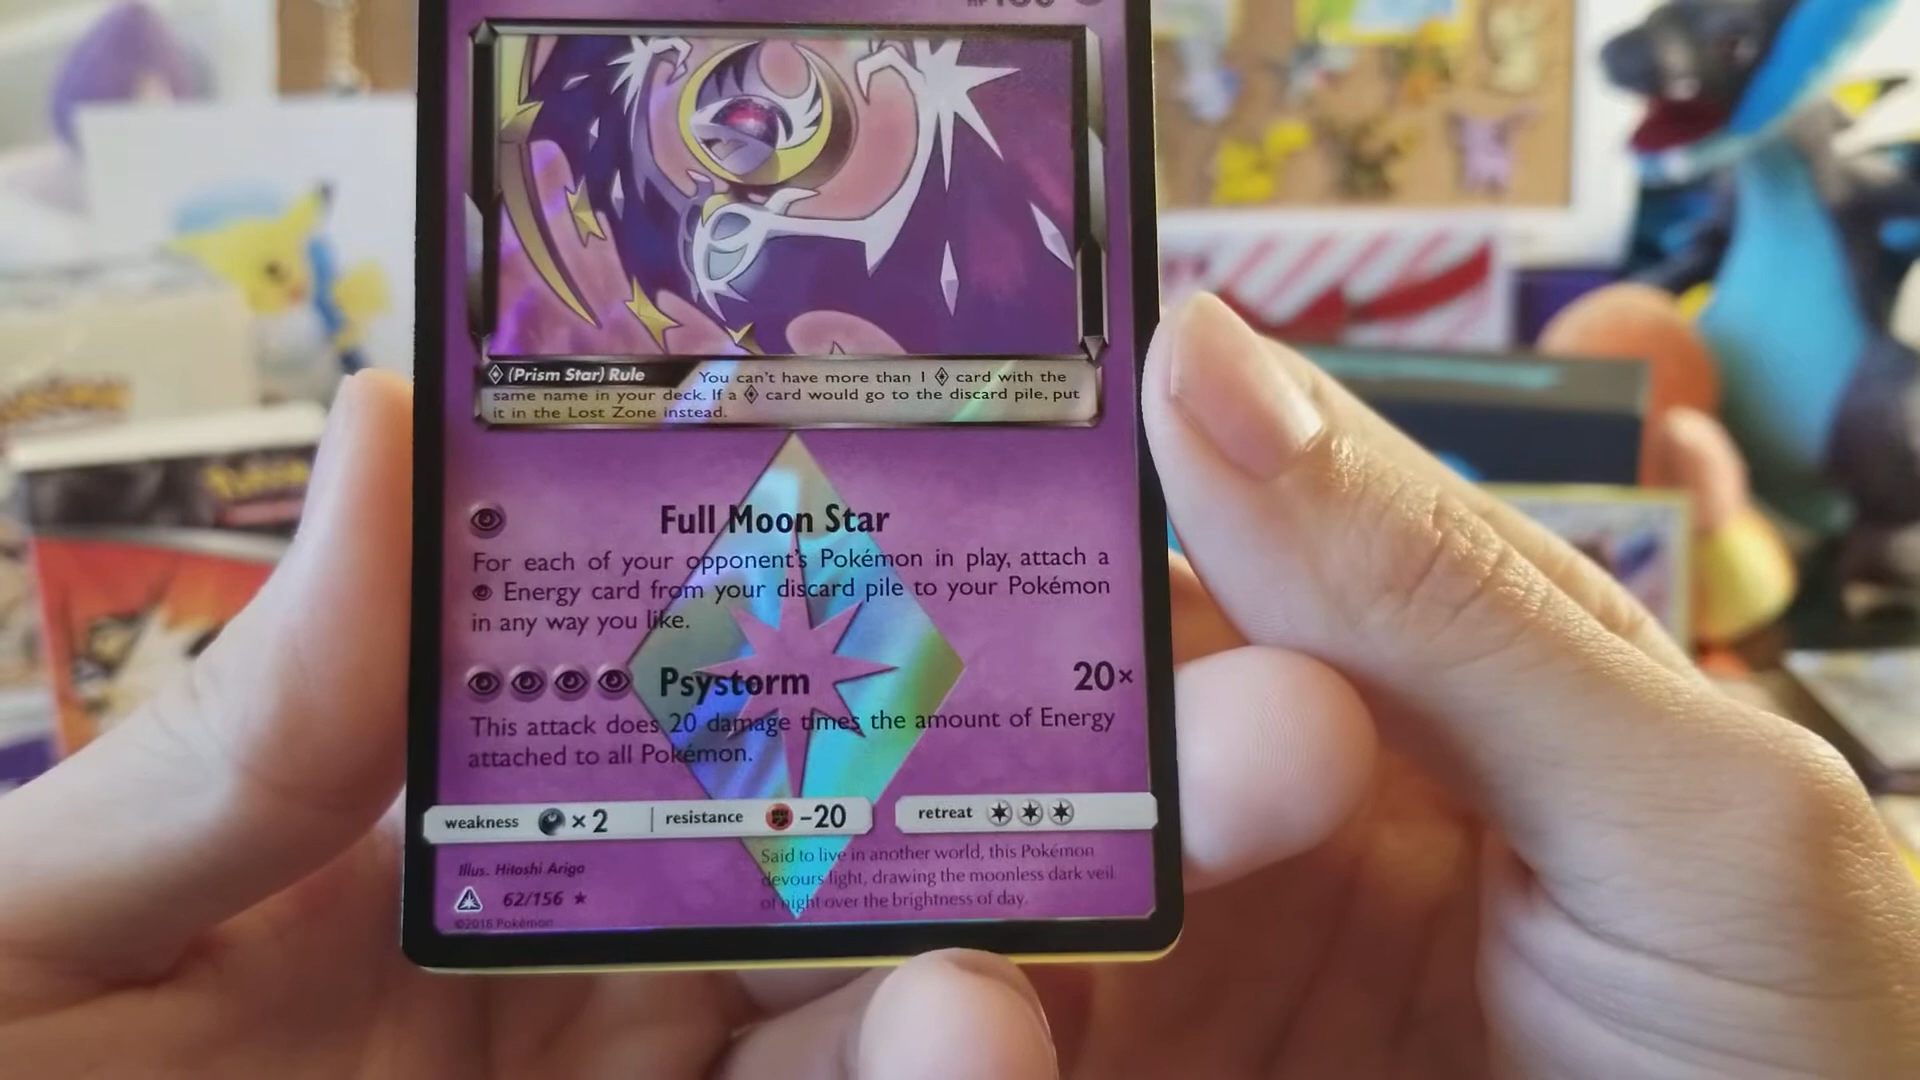 (Prism Star) Rule You can't have more than 1 card with the
same name in your deck. If a card would go to the discard pile, put
it in the Lost Zone instead.
Full Moon Star
For each of your opponent's Pokémon in play, attach a
Energy card from your discard pile to your Pokémon
in any way you like.
Psystorm 20×
This attack does 20 damage times the amount of Energy
attached to all Pokémon.
weakness ×2 resistance -20 retreat
Illus. Hitoshi Ariga
Said to live in another world, this Pokémon
devours light, drawing the moonless dark veil
of night over the brightness of day.
62/156
©2018 Pokémon